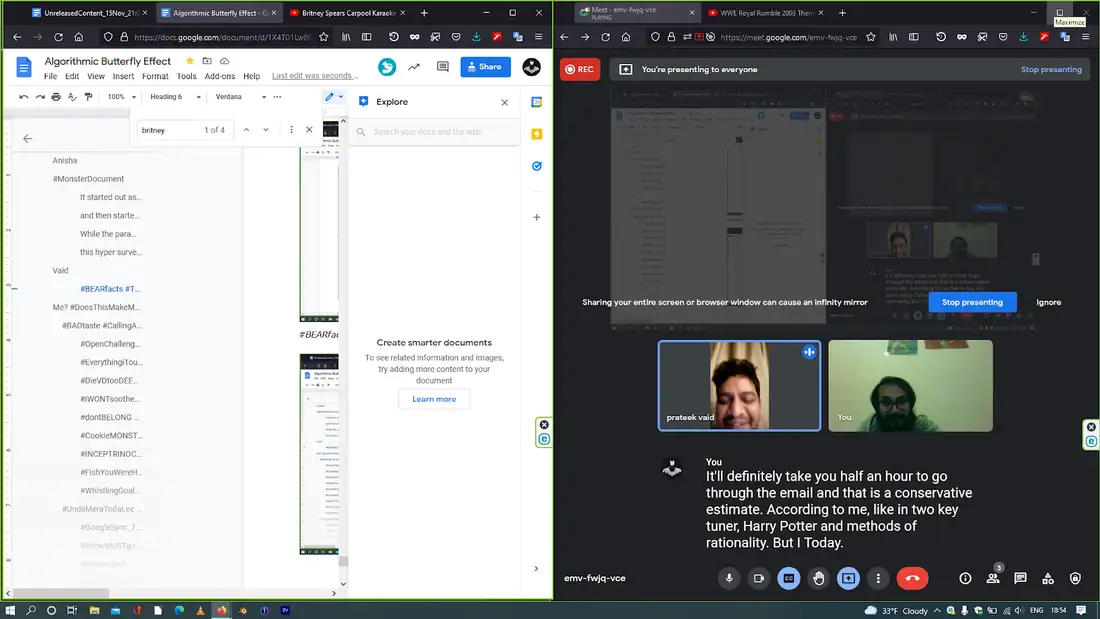 UnreleasedContent_15Nov_21
Algorithmic Butterfly Effect - G
Britney Spears Carpool Karaoke
https://docs.google.com/document/d/1X4T01Lw8
Algorithmic Butterfly Effect
File Edit View Insert Format Tools Add-ons Help Last edit was seconds ...
Share
100% Heading 6 Verdana
britney 1 of 4
Anisha
#MonsterDocument
It started out as...
and then starte...
While the para...
this hyper surve...
Vaid
#BEARfacts #T...
Me? #DoesThisMakeM...
#BADtaste #CallingA...
#OpenChalleng...
#EverythingiTou...
#DieVDtooDEE...
#iWONTsoothe...
#dontBELONG ...
#CookieMONST...
#INCEPTRINOC...
#FishYouWereH...
#WhistlingGoal...
#UndaMeraTodaLee ...
#GoogleSync_T...
#ShowMUSTgo...
#BEARfac
Explore
Search your docs and the web
Create smarter documents
To see related information and images,
try adding more content to your
document
Learn more
Meet - emv-fwjq-vce
PLAYING
WWE Royal Rumble 2003 Them
Maximize
https://meet.google.com/emv-fwjq-vce
REC
You're presenting to everyone
Stop presenting
Sharing your entire screen or browser window can cause an infinity mirror
Stop presenting
Ignore
prateek vaid
You
You
It'll definitely take you half an hour to go
through the email and that is a conservative
estimate. According to me, like in two key
tuner, Harry Potter and methods of
rationality. But I Today.
emv-fwjq-vce
CC
3
33°F Cloudy
ENG
18:54